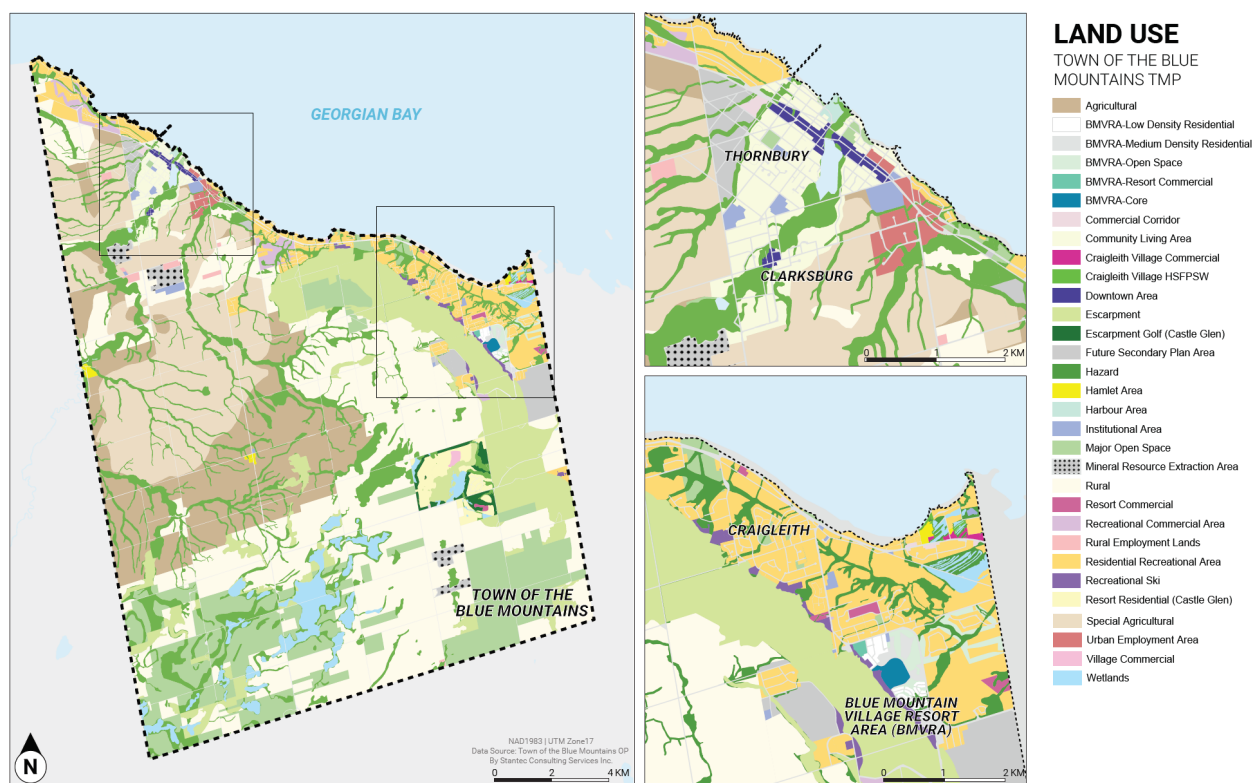 GEORGIAN BAY
TOWN OF THE
BLUE MOUNTAINS
N
NAD1983 | UTM Zone17
Data Source: Town of the Blue Mountains OP
By Stantec Consulting Services Inc.
0 2 4 KM
THORNBURY
CLARKSBURG
0 1 2 KM
CRAIGLEITH
BLUE MOUNTAIN
VILLAGE RESORT
AREA (BMVRA)
0 1 2 KM
LAND USE
TOWN OF THE BLUE
MOUNTAINS TMP
Agricultural
BMVRA-Low Density Residential
BMVRA-Medium Density Residential
BMVRA-Open Space
BMVRA-Resort Commercial
BMVRA-Core
Commercial Corridor
Community Living Area
Craigleith Village Commercial
Craigleith Village HSFPSW
Downtown Area
Escarpment
Escarpment Golf (Castle Glen)
Future Secondary Plan Area
Hazard
Hamlet Area
Harbour Area
Institutional Area
Major Open Space
Mineral Resource Extraction Area
Rural
Resort Commercial
Recreational Commercial Area
Rural Employment Lands
Residential Recreational Area
Recreational Ski
Resort Residential (Castle Glen)
Special Agricultural
Urban Employment Area
Village Commercial
Wetlands